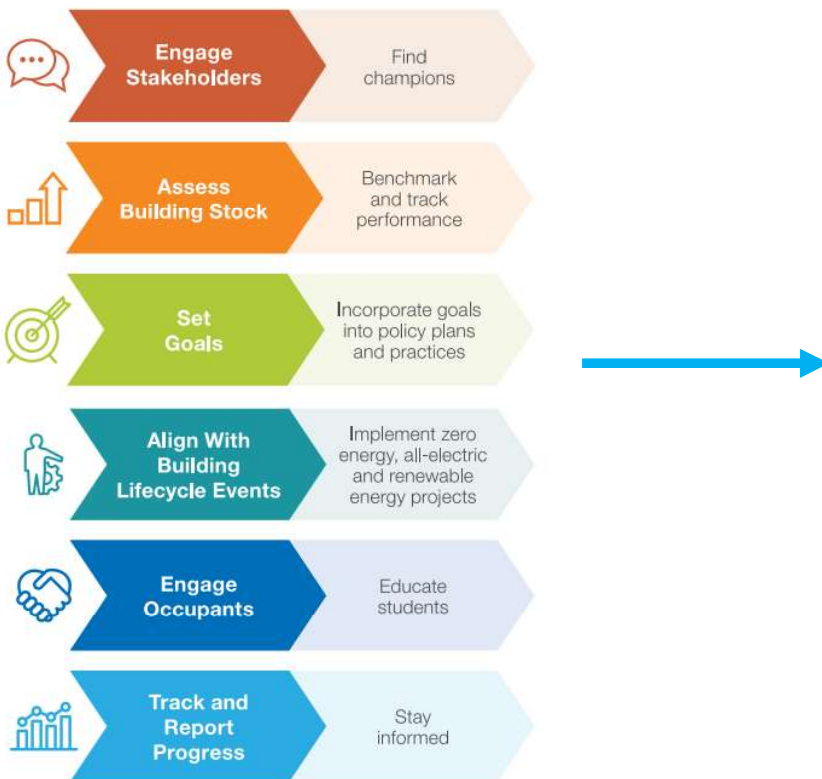 Engage
Stakeholders
Find
champions
Assess
Building Stock
Benchmark
and track
performance
Set
Goals
Incorporate goals
into policy plans
and practices
Align With
Building
Lifecycle Events
Implement zero
energy, all-electric
and renewable
energy projects
Engage
Occupants
Educate
students
Track and
Report
Progress
Stay
informed